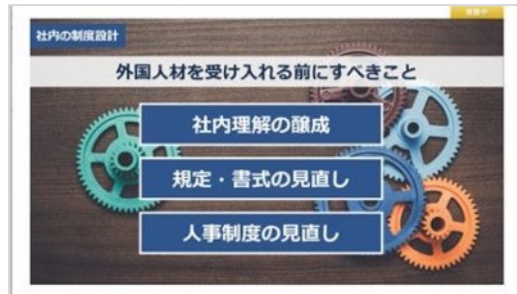 社内の制度設計
外国人材を受け入れる前にすべきこと
社内理解の醸成
規定・書式の見直し
人事制度の見直し